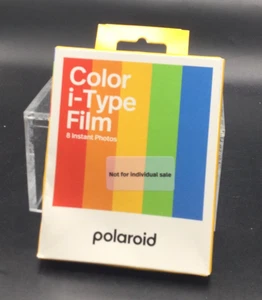 Color
i-Type
Film
8 Instant Photos
Not for individual sale
polaroid